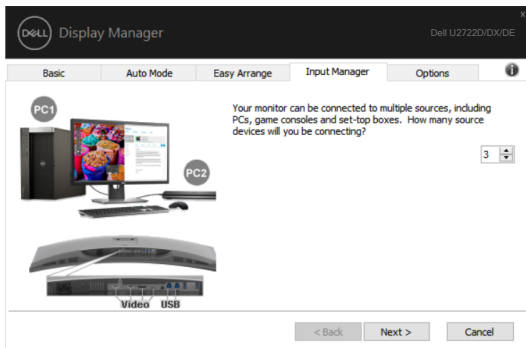 DELL Display Manager
Dell U2722D/DX/DE
X
Basic
Auto Mode
Easy Arrange
Input Manager
Options
PC1
Your monitor can be connected to multiple sources, including
PCs, game consoles and set-top boxes. How many source
devices will you be connecting?
3
PC2
Video USB
< Back
Next >
Cancel